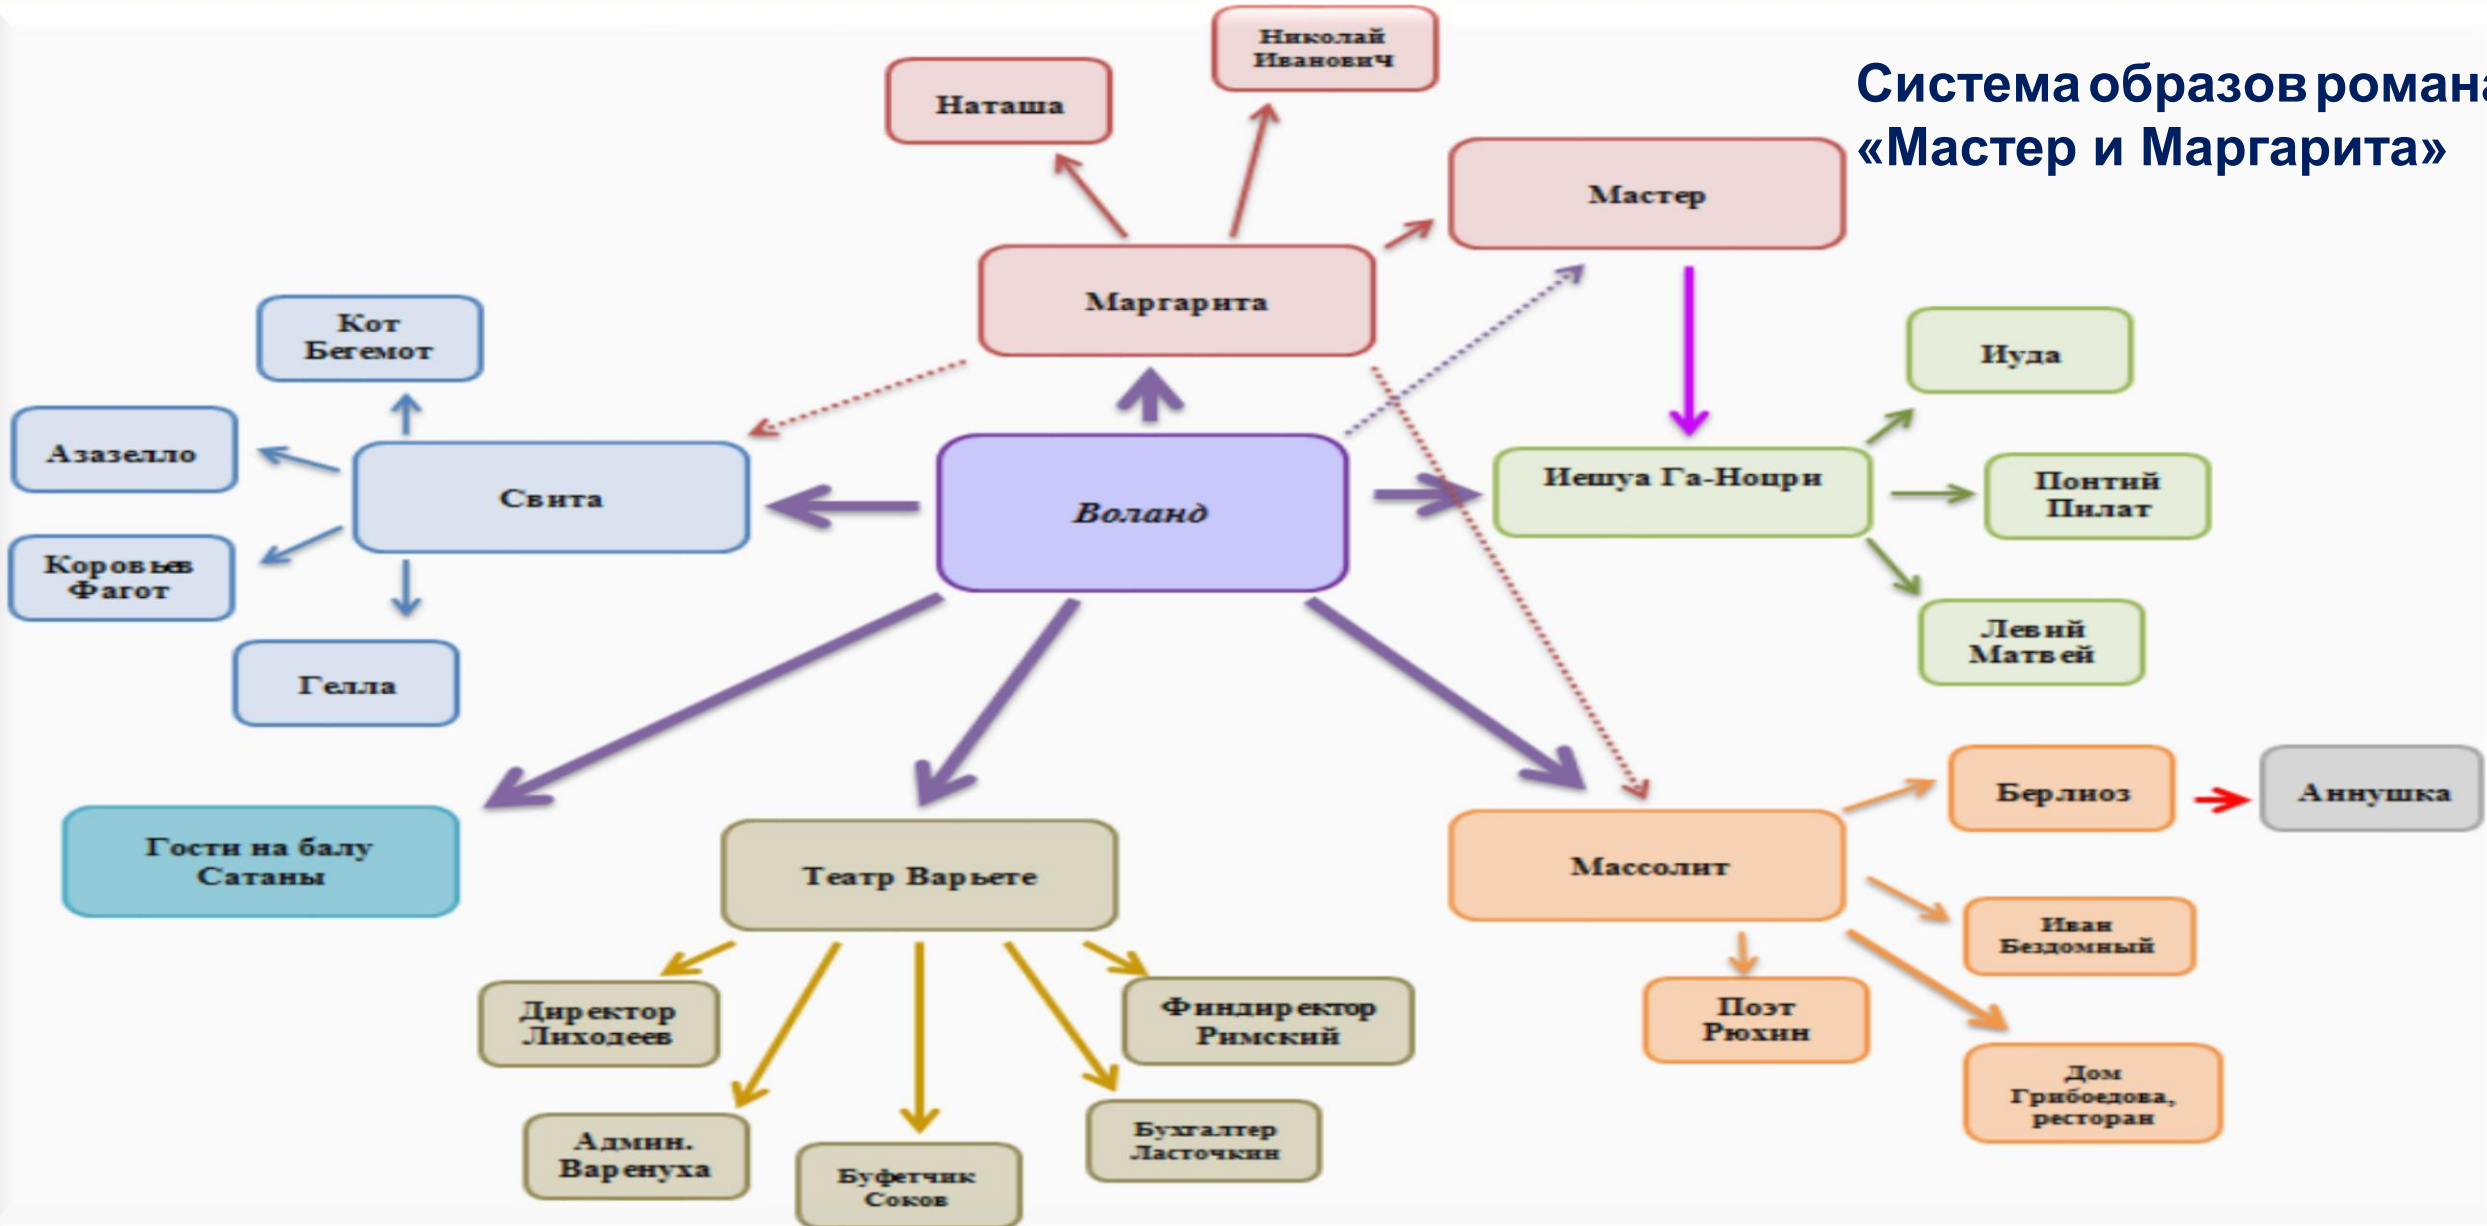 Система образов романа
«Мастер и Маргарита»
Николай
Иванович
Наташа
Мастер
Маргарита
Кот
Бегемот
Азазелло
Свита
Коровьев
Фагот
Гелла
Воланд
Иешуа Га-Ноцри
Иуда
Понтий
Пилат
Левий
Матвей
Гости на балу
Сатаны
Театр Варьете
Директор
Лиходеев
Админ.
Варенуха
Буфетчик
Соков
Бухгалтер
Ласточкин
Финдиректор
Римский
Массолит
Берлиоз
Аннушка
Иван
Бездомный
Поэт
Рюхин
Дом
Грибоедова,
ресторан